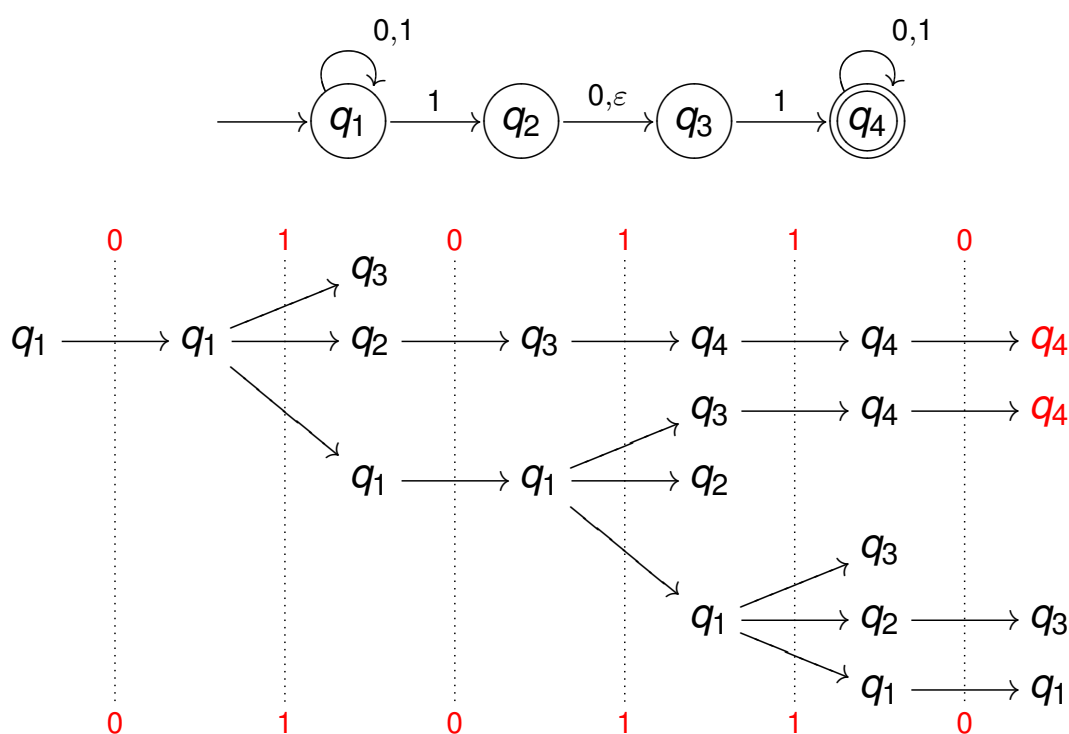 0,1 0,1
1 0,ε 1
q1 q2 q3 q4
0 1 0 1 1 0
q3
q1 q1 q2 q3 q4 q4 q4
q3 q4 q4
q1 q1 q2
q3
q1 q2 q3
q1 q1
0 1 0 1 1 0